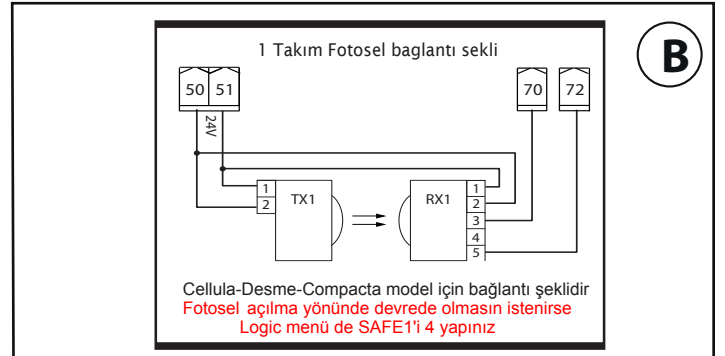 1 Takım Fotosel baglantı sekli
B
50 51 70 72
24V
1 TX1 RX1 1
2 2
3
4
5
Cellula-Desme-Compacta model için bağlantı şeklidir
Fotosel açılma yönünde devrede olmasın istenirse
Logic menü de SAFE1'i 4 yapınız